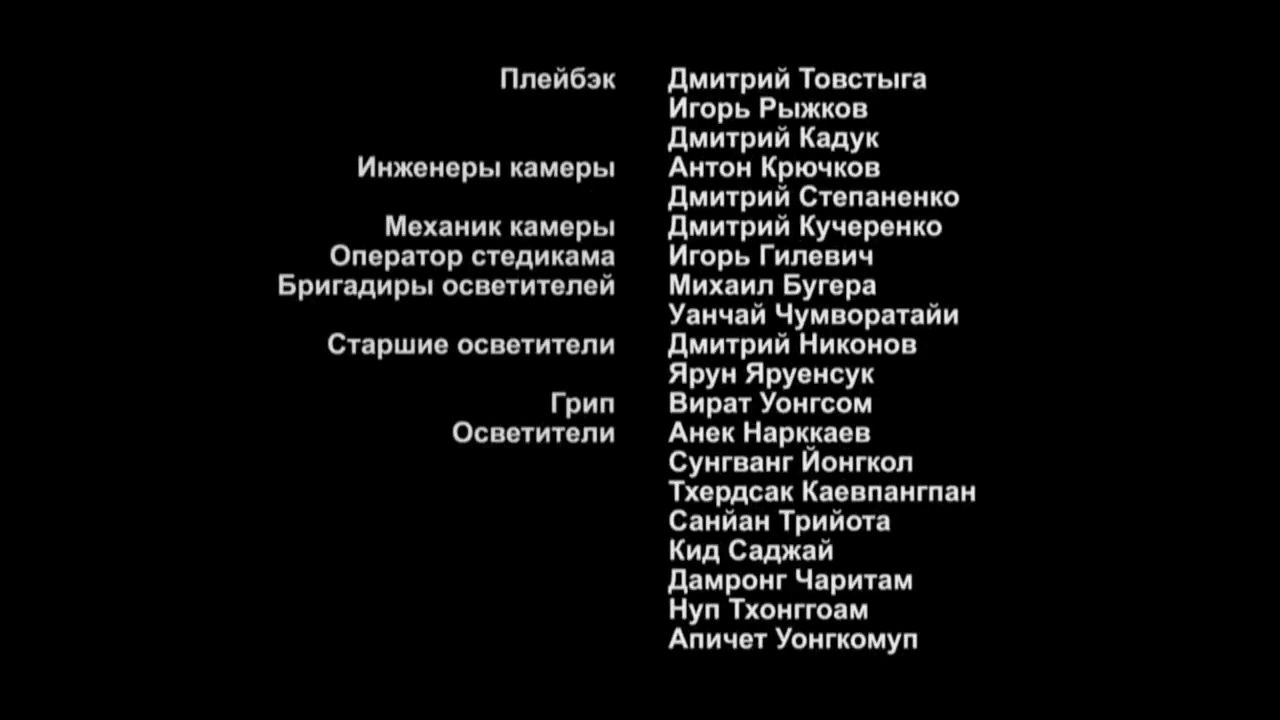 Плейбэк Дмитрий Товстыга
Игорь Рыжков
Дмитрий Кадук
Инженеры камеры Антон Крючков
Дмитрий Степаненко
Механик камеры Дмитрий Кучеренко
Оператор стедикама Игорь Гилевич
Бригадиры осветителей Михаил Бугера
Уанчай Чумворатайи
Старшие осветители Дмитрий Никонов
Ярун Яруенсук
Грип Вират Уонгсом
Осветители Анек Нарккаев
Сунгванг Йонгкол
Тхердсак Каевпангпан
Санйан Трийота
Кид Саджай
Дамронг Чаритам
Нуп Тхонггоам
Апичет Уонгкомуп